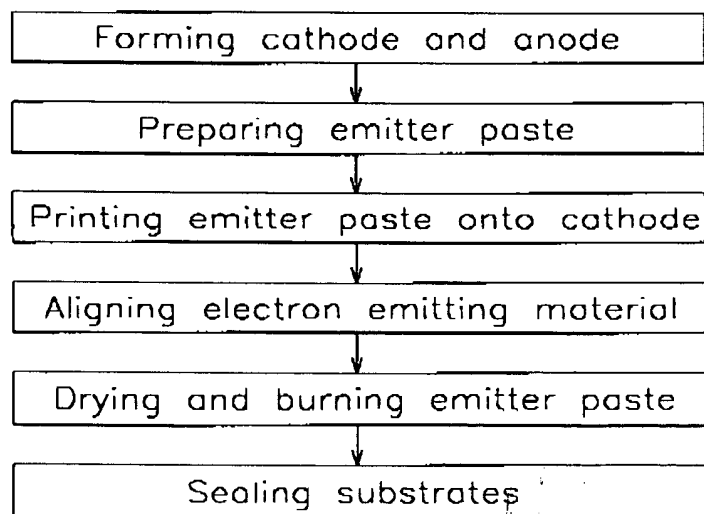 Forming cathode and anode
Preparing emitter paste
Printing emitter paste onto cathode
Aligning electron emitting material
Drying and burning emitter paste
Sealing substrates